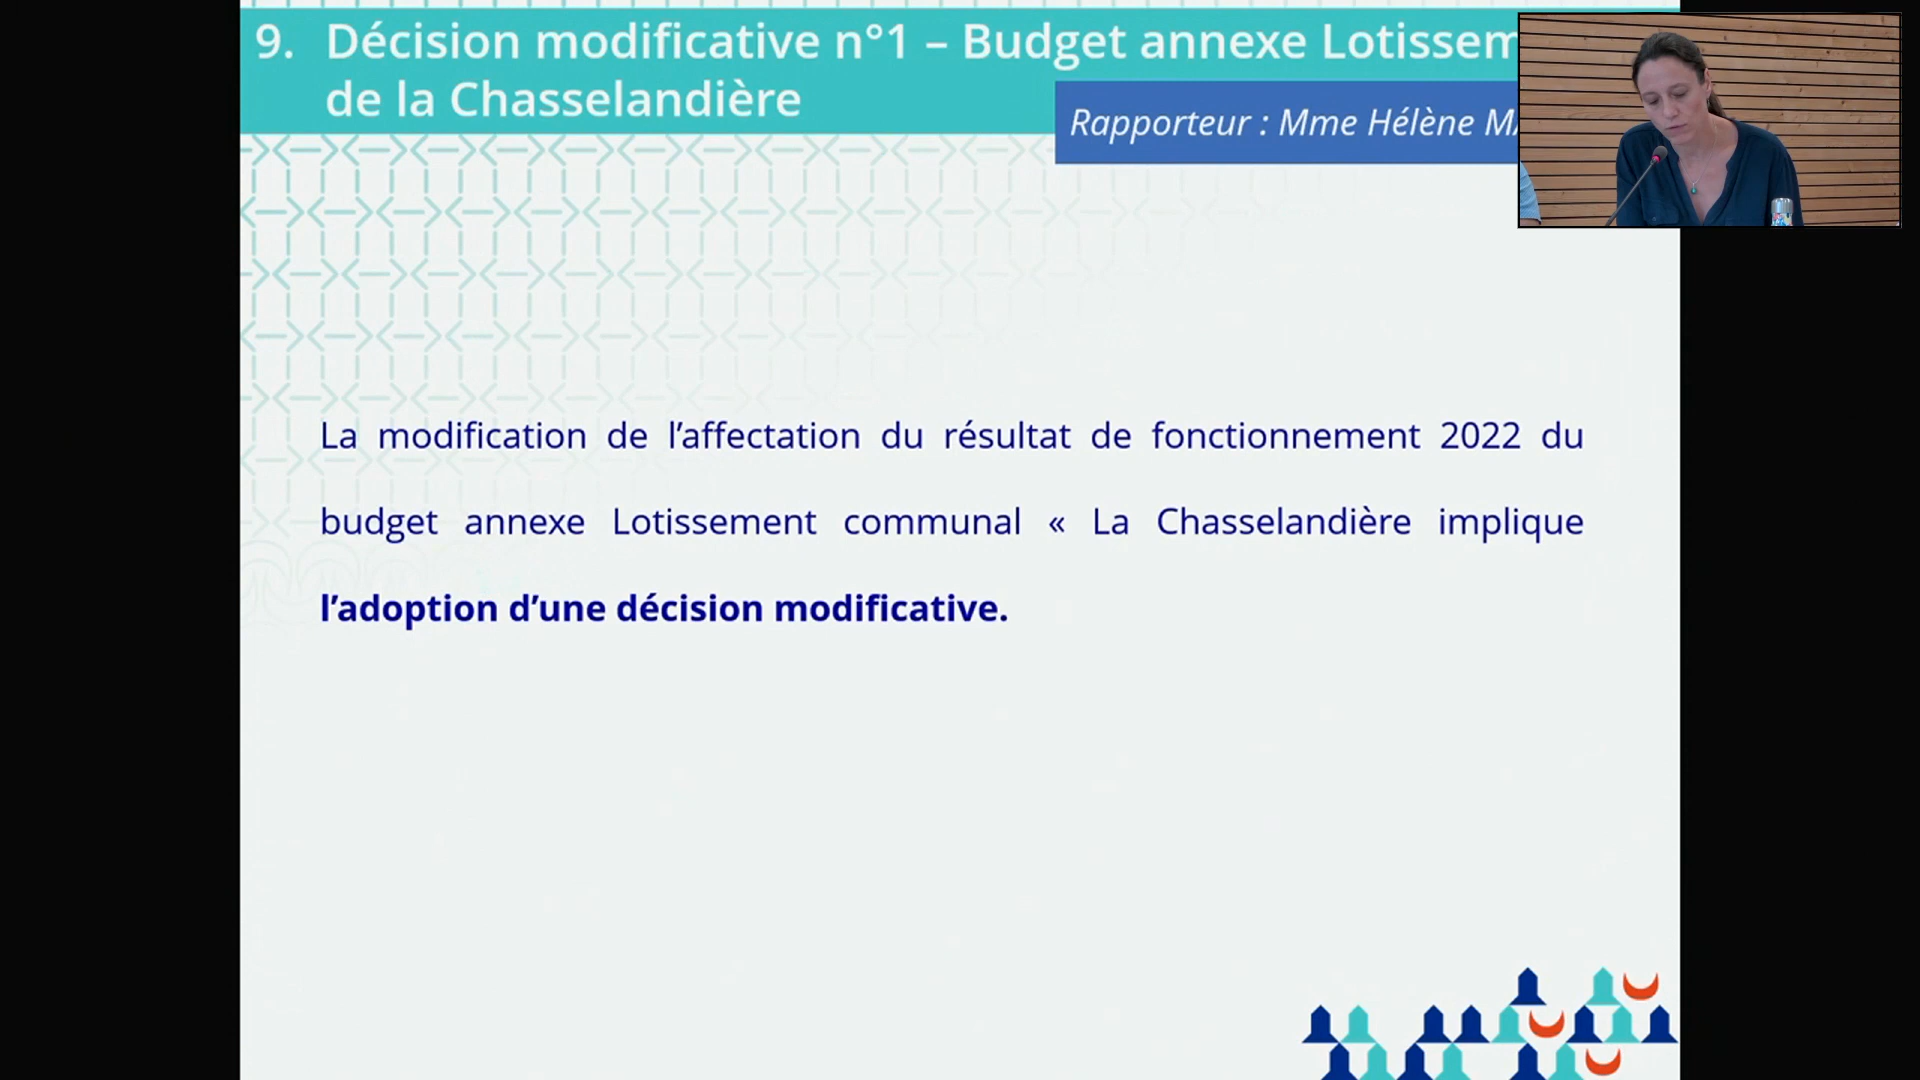 9. Décision modificative n°1 – Budget annexe
de la Chasselandière
Rapporteur : Mme Hélène
La modification de l’affectation du résultat de fonctionnement 2022 du
budget annexe Lotissement communal « La Chasselandière implique
l’adoption d’une décision modificative.